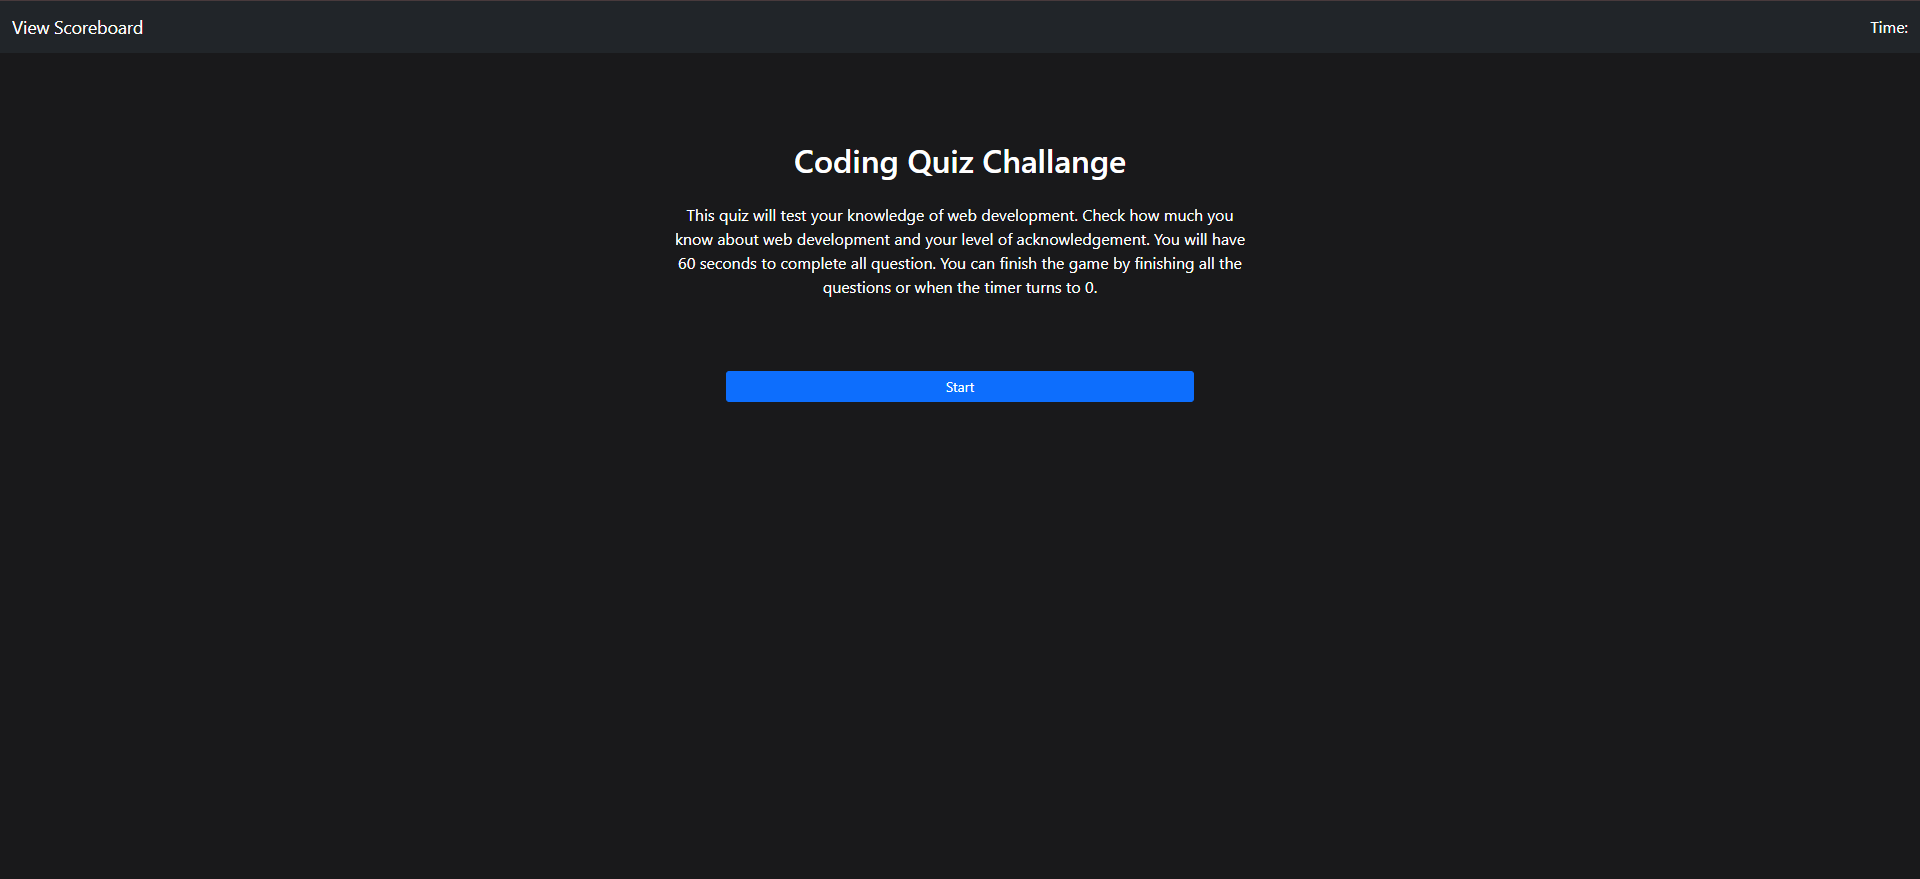 View Scoreboard
Time:
Coding Quiz Challange
This quiz will test your knowledge of web development. Check how much you
know about web development and your level of acknowledgement. You will have
60 seconds to complete all question. You can finish the game by finishing all the
questions or when the timer turns to 0.
Start